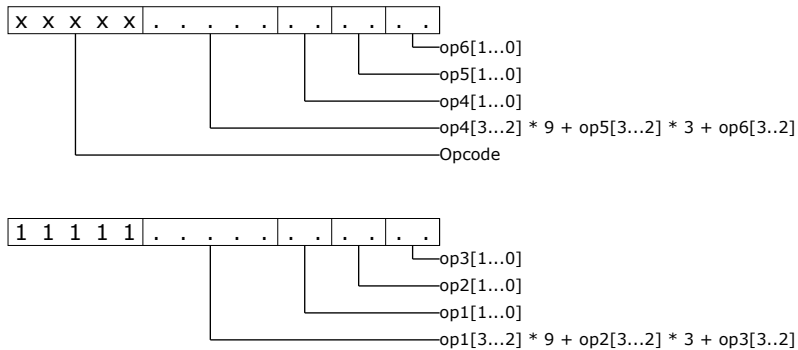 x x x x x . . . . . . . . . . .
op6[1...0]
op5[1...0]
op4[1...0]
op4[3...2] * 9 + op5[3...2] * 3 + op6[3..2]
Opcode
1 1 1 1 1 . . . . . . . . . . .
op3[1...0]
op2[1...0]
op1[1...0]
op1[3...2] * 9 + op2[3...2] * 3 + op3[3..2]